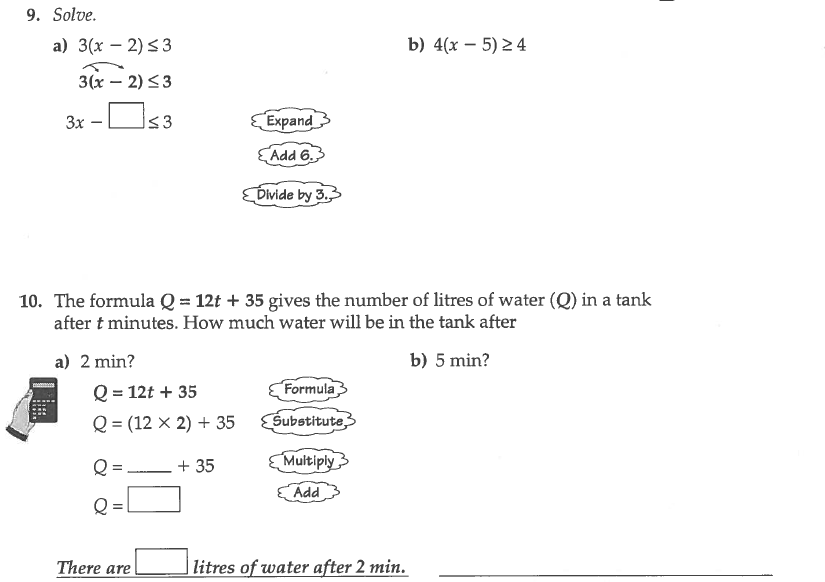 9. Solve.
a) 3(x − 2) ≤ 3
b) 4(x − 5) ≥ 4
3(x − 2) ≤ 3
3x − ☐ ≤ 3
Expand
Add 6.
Divide by 3.
10. The formula Q = 12t + 35 gives the number of litres of water (Q) in a tank
after t minutes. How much water will be in the tank after
a) 2 min?
b) 5 min?
Q = 12t + 35 Formula
Q = (12 × 2) + 35 Substitute
Q = ____ + 35 Multiply
Q = ☐ Add
There are ☐ litres of water after 2 min.